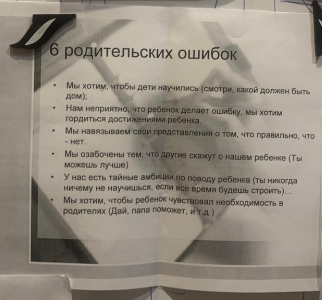 6 родительских ошибок
• Мы хотим, чтобы дети научились (смотри, какой должен быть
дом);
• Нам неприятно, что ребенок делает ошибку, мы хотим
гордиться достижениями ребенка.
• Мы навязываем свои представления о том, что правильно, что
- нет.
• Мы озабочены тем, что другие скажут о нашем ребенке (Ты
можешь лучше)
• У нас есть тайные амбиции по поводу ребенка (ты никогда
ничему не научишься, если все время будешь строить)...
• Мы хотим, чтобы ребенок чувствовал необходимость в
родителях (Дай, папа поможет, и т.д.)